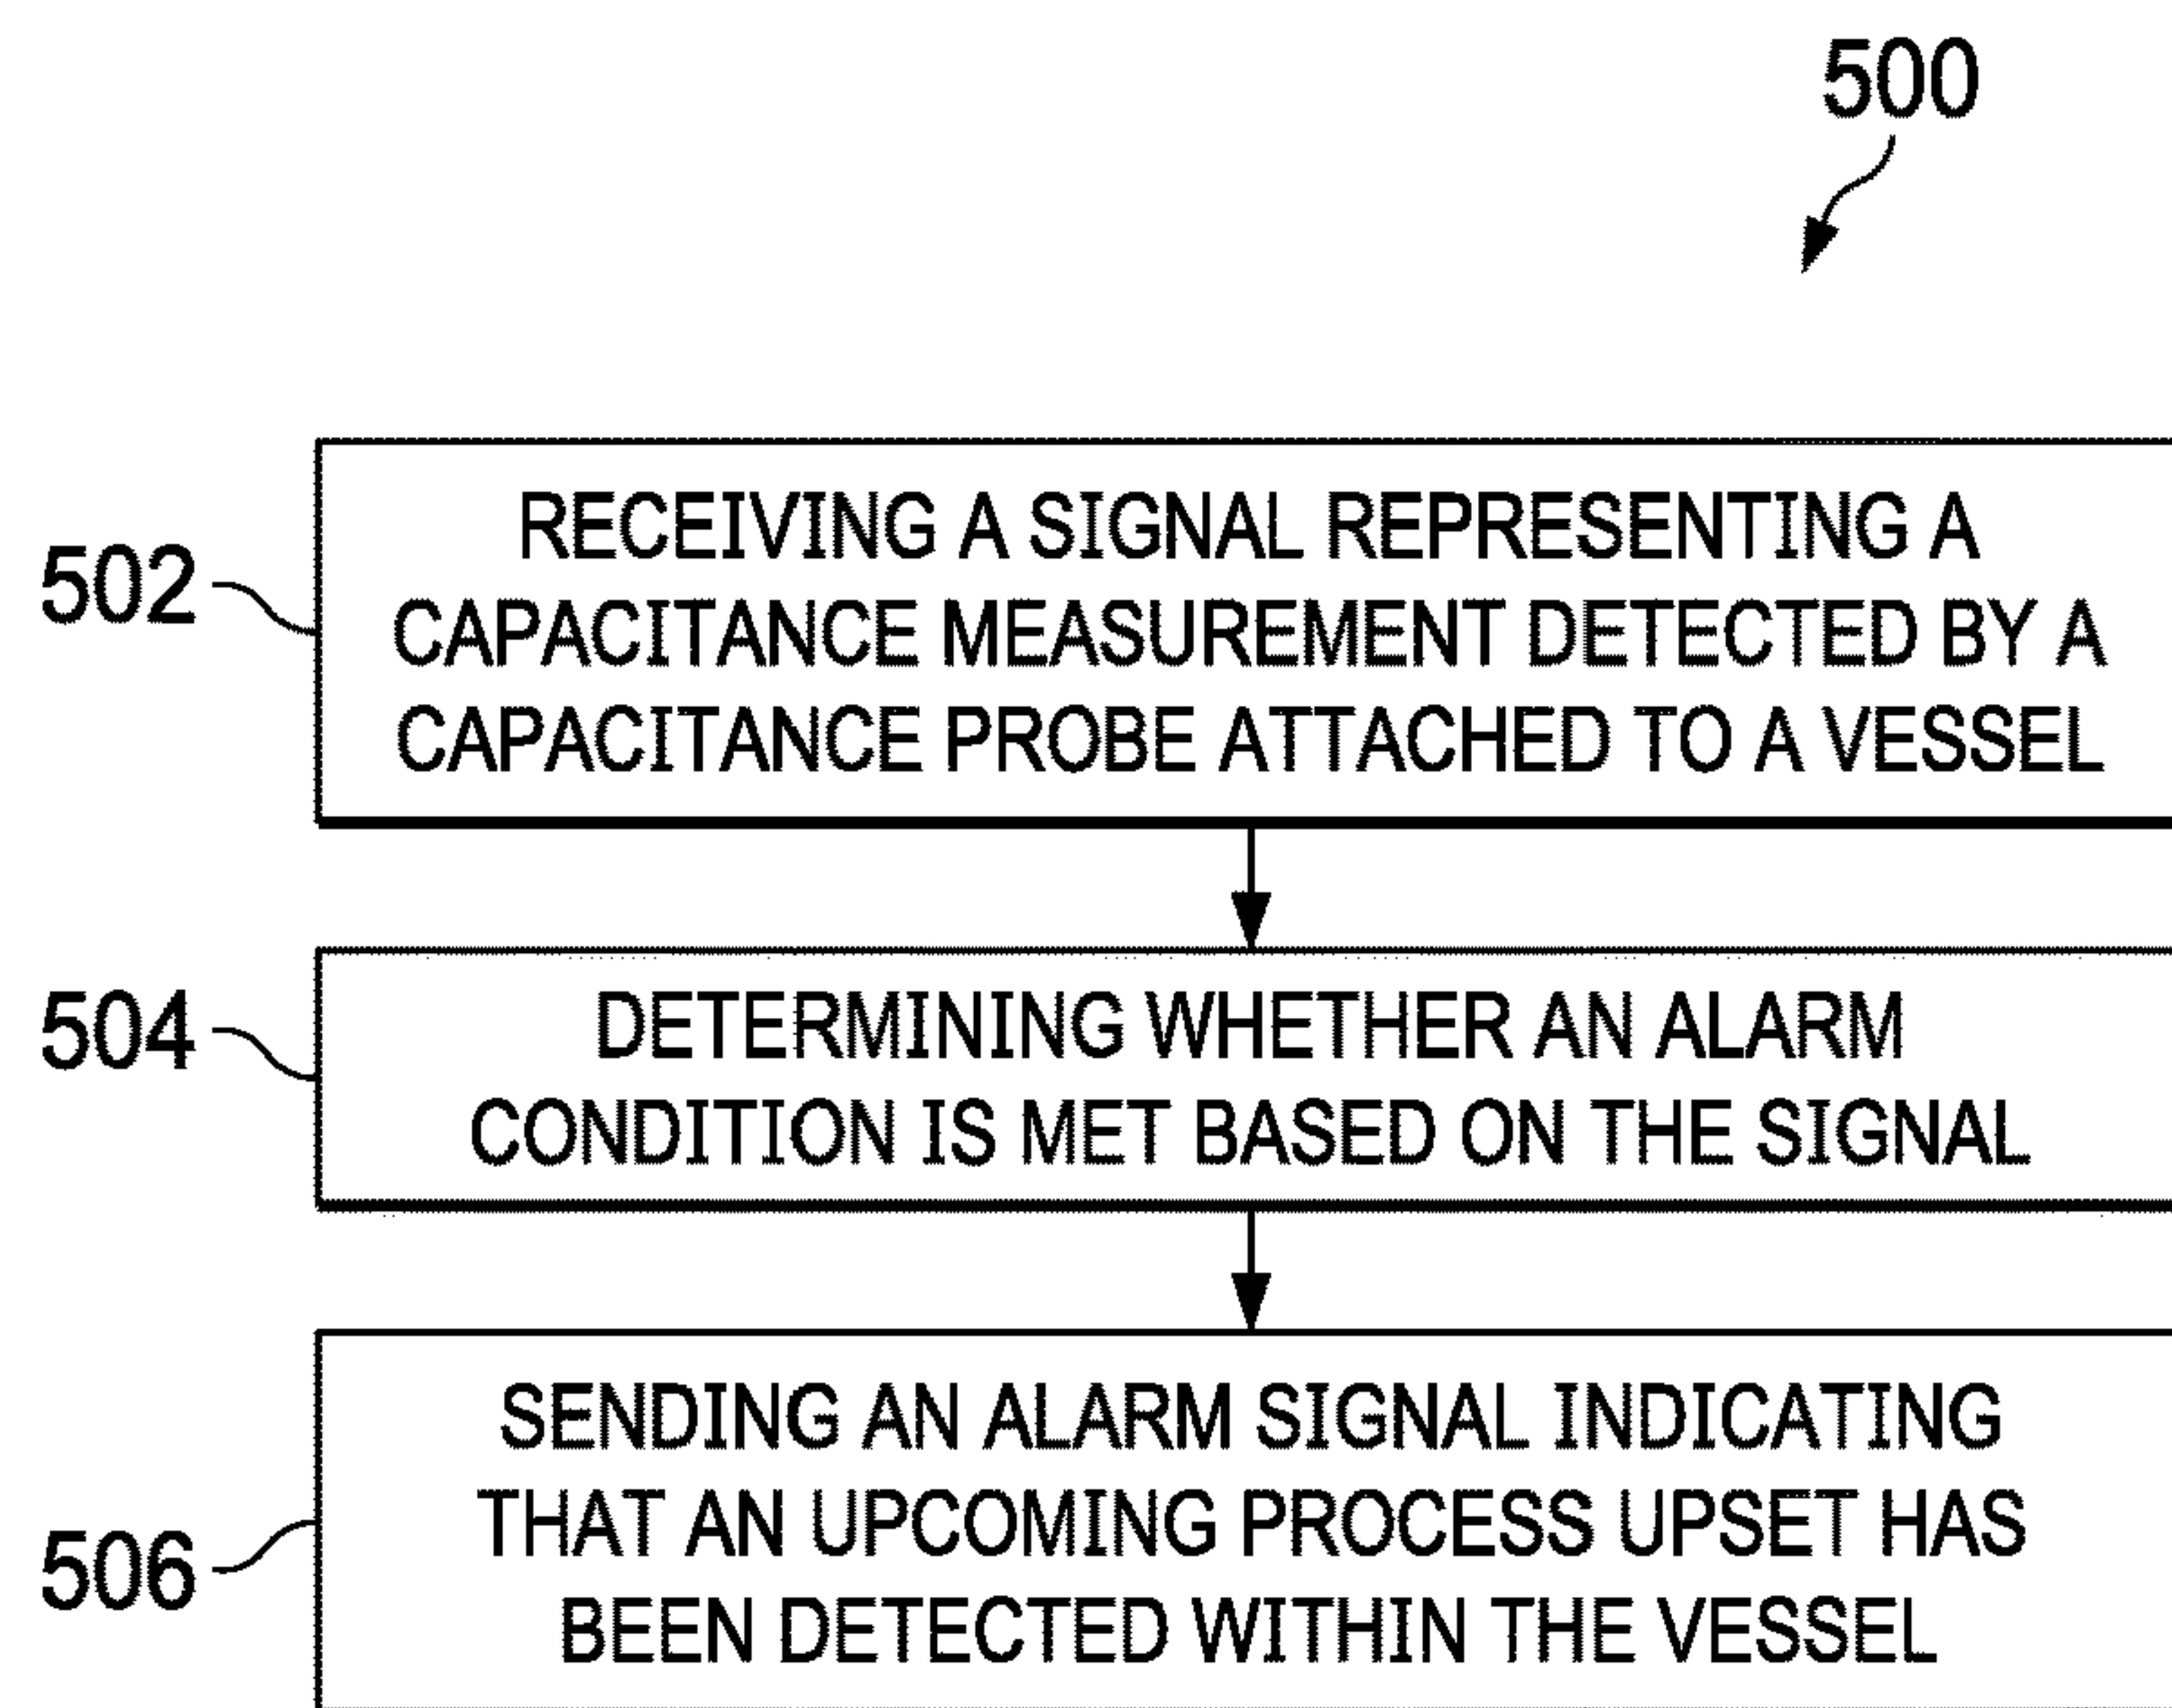 500
502
RECEIVING A SIGNAL REPRESENTING A
CAPACITANCE MEASUREMENT DETECTED BY A
CAPACITANCE PROBE ATTACHED TO A VESSEL
504
DETERMINING WHETHER AN ALARM
CONDITION IS MET BASED ON THE SIGNAL
506
SENDING AN ALARM SIGNAL INDICATING
THAT AN UPCOMING PROCESS UPSET HAS
BEEN DETECTED WITHIN THE VESSEL